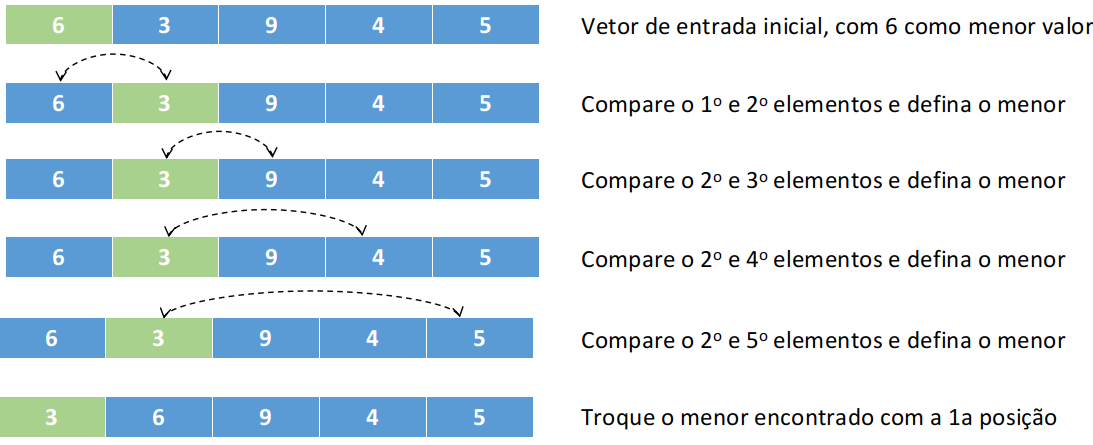 6 3 9 4 5 Vetor de entrada inicial, com 6 como menor valor
6 3 9 4 5 Compare o 1º e 2º elementos e defina o menor
6 3 9 4 5 Compare o 2º e 3º elementos e defina o menor
6 3 9 4 5 Compare o 2º e 4º elementos e defina o menor
6 3 9 4 5 Compare o 2º e 5º elementos e defina o menor
3 6 9 4 5 Troque o menor encontrado com a 1a posição